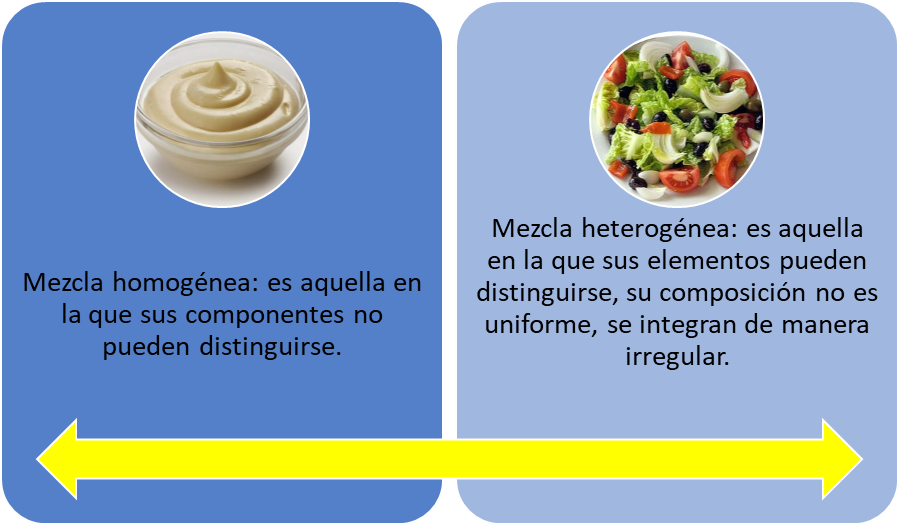 Mezcla homogénea: es aquella en
la que sus componentes no
pueden distinguirse.
Mezcla heterogénea: es aquella
en la que sus elementos pueden
distinguirse, su composición no es
uniforme, se integran de manera
irregular.